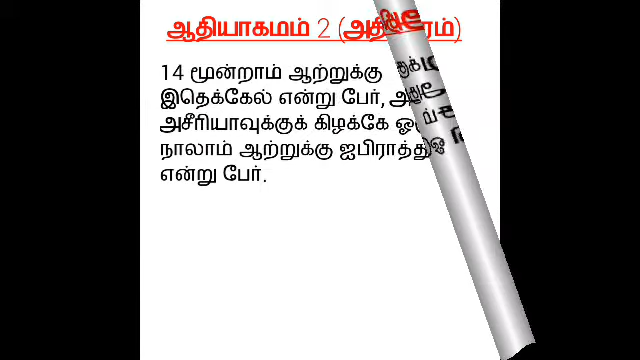 ஆதியாகமம் 2
14 மூன்றாம் ஆற்றுக்கு
இதெக்கேல் என்று பேர்,
அசீரியாவுக்குக் கிழக்கே
நாலாம் ஆற்றுக்கு
என்று பேர்.